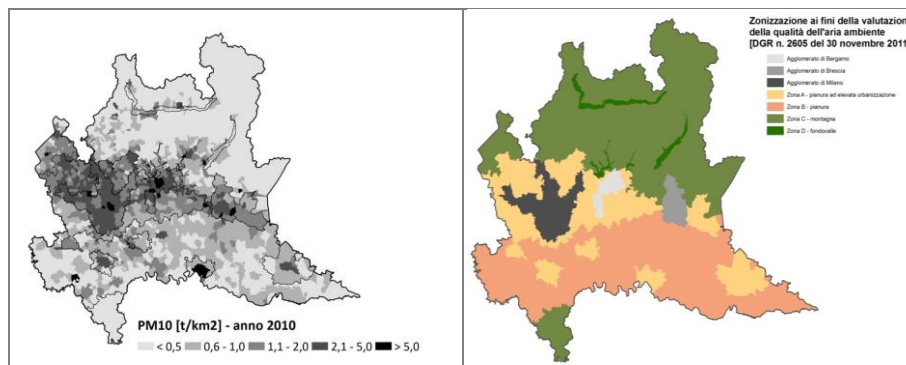 PM10 [t/km2] - anno 2010
< 0,5 0,6 - 1,0 1,1 - 2,0 2,1 - 5,0 > 5,0
Zonizzazione ai fini della valutazione
della qualità dell'aria ambiente
[DGR n. 2605 del 30 novembre 2011
Agglomerato di Bergamo
Agglomerato di Brescia
Agglomerato di Milano
Zona A - pianura ad elevata urbanizzazione
Zona B - pianura
Zona C - montagna
Zona D - fondovalle